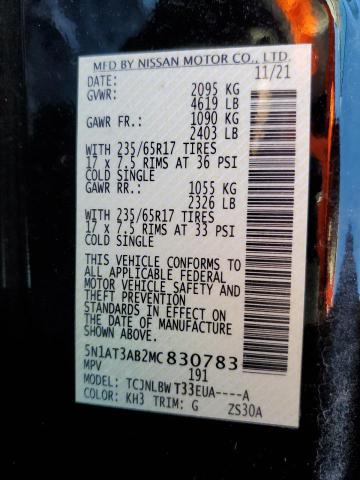 MFD BY NISSAN MOTOR CO., LTD.
DATE: 11/21
GVWR: 2095 KG
4619 LB
GAWR FR.: 1090 KG
2403 LB
WITH 235/65R17 TIRES
17 x 7.5 RIMS AT 36 PSI
COLD SINGLE
GAWR RR.: 1055 KG
2326 LB
WITH 235/65R17 TIRES
17 x 7.5 RIMS AT 33 PSI
COLD SINGLE
THIS VEHICLE CONFORMS TO
ALL APPLICABLE FEDERAL
MOTOR VEHICLE SAFETY AND
THEFT PREVENTION
STANDARDS IN EFFECT ON
THE DATE OF MANUFACTURE
SHOWN ABOVE.
5N1AT3AB2MC830783
MPV 191
MODEL: TCJNLBW T33EUA----A
COLOR: KH3 TRIM: G ZS30A